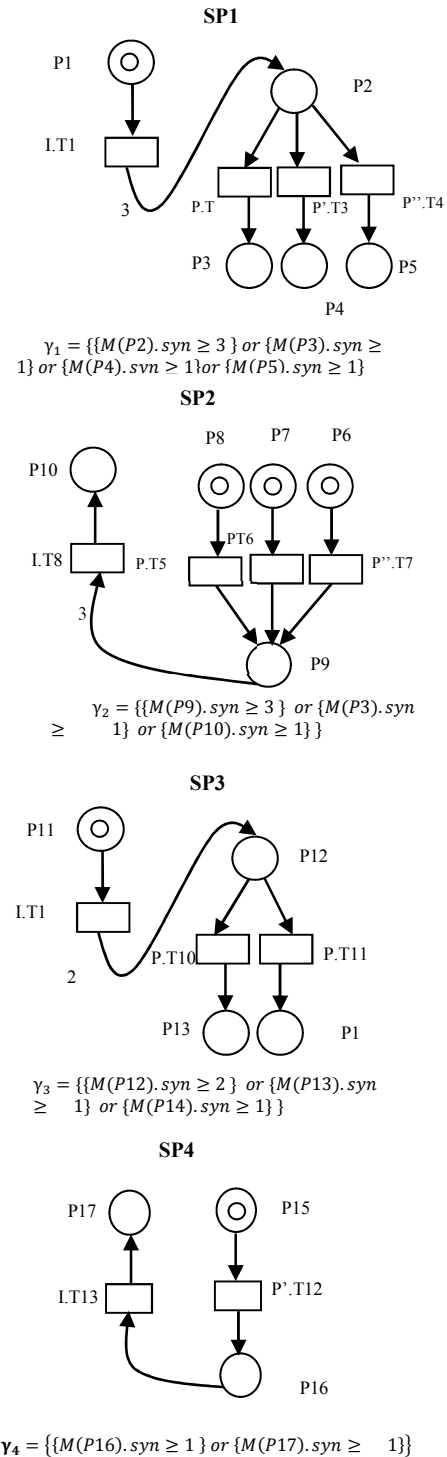 SP1
P1
P2
I.T1
3
P.T
P'.T3
P''.T4
P3
P5
P4
γ₁ = {{M(P2).syn ≥ 3 } or {M(P3).syn ≥
1} or {M(P4).syn ≥ 1}or {M(P5).syn ≥ 1}
SP2
P8
P7
P6
P10
PT6
I.T8
P.T5
P''.T7
3
P9
γ₂ = {{M(P9).syn ≥ 3 } or {M(P3).syn
≥ 1} or {M(P10).syn ≥ 1} }
SP3
P11
P12
I.T1
P.T10
P.T11
2
P13
P1
γ₃ = {{M(P12).syn ≥ 2 } or {M(P13).syn
≥ 1} or {M(P14).syn ≥ 1} }
SP4
P17
P15
I.T13
P'.T12
P16
γ₄ = {{M(P16).syn ≥ 1 } or {M(P17).syn ≥ 1}}